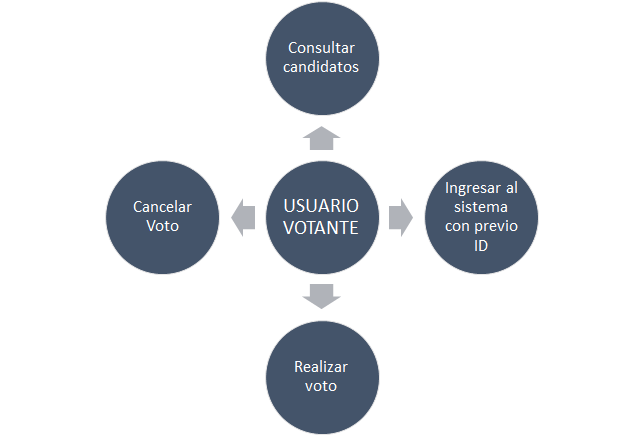 Consultar
candidatos
Cancelar
Voto
USUARIO
VOTANTE
Ingresar al
sistema
con previo
ID
Realizar
voto